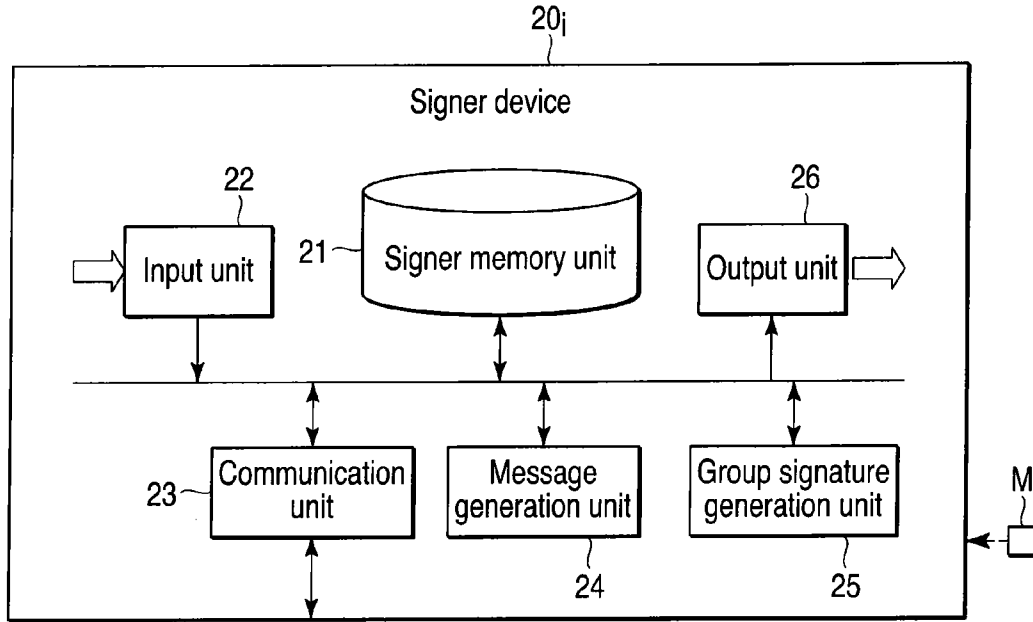 20i
Signer device
22
Input unit
21
Signer memory unit
26
Output unit
23
Communication
unit
Message
generation unit
24
Group signature
generation unit
25
M